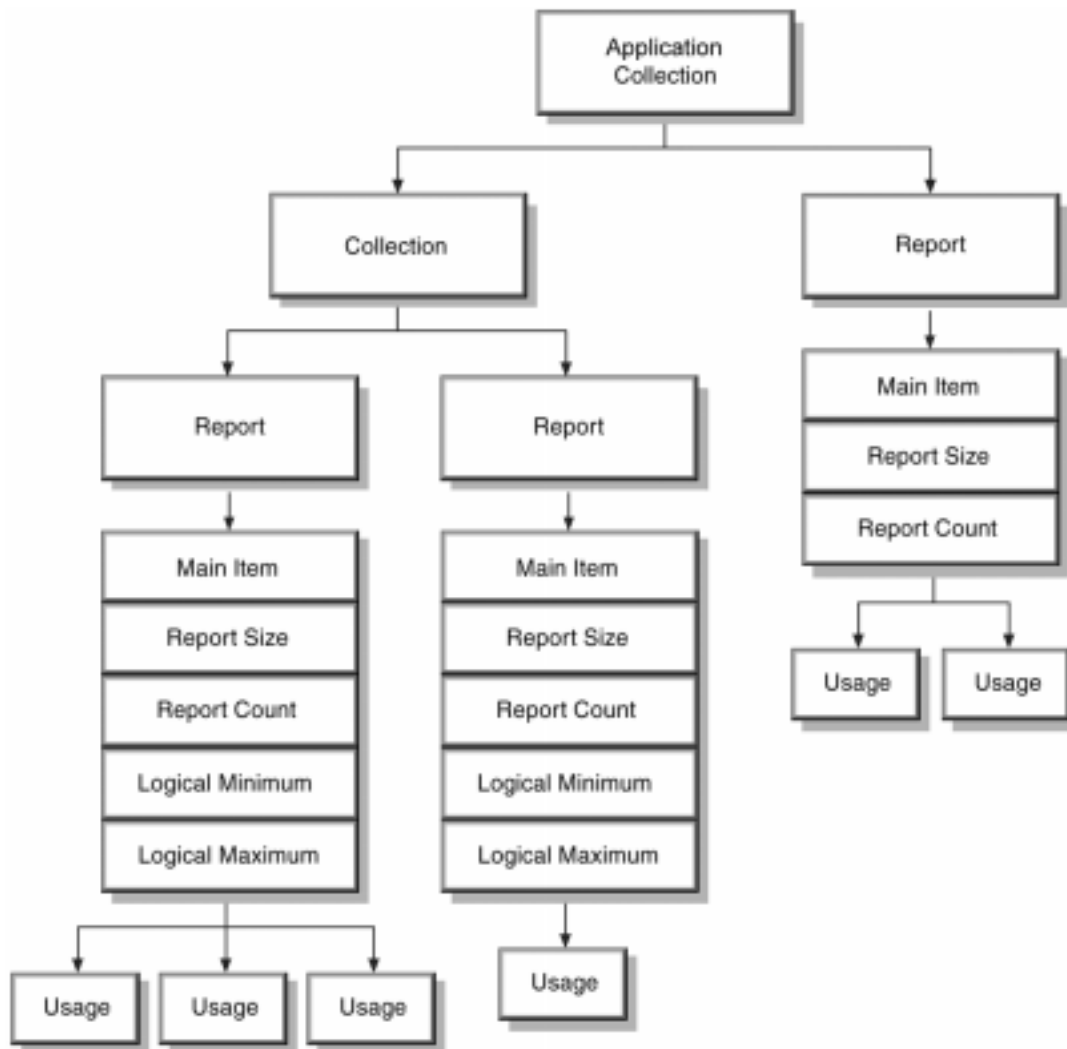 Application
Collection
Collection
Report
Report
Report
Main Item
Report Size
Report Count
Main Item
Report Size
Report Count
Logical Minimum
Logical Maximum
Main Item
Report Size
Report Count
Logical Minimum
Logical Maximum
Usage
Usage
Usage
Usage
Usage
Usage